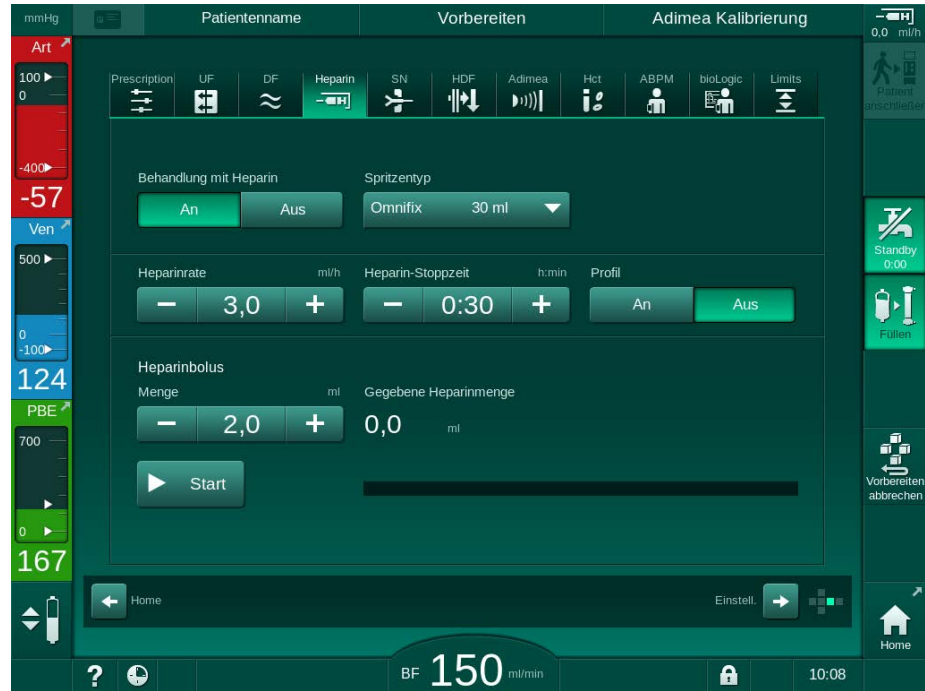 mmHg
Patientenname
Vorbereiten
Adimea Kalibrierung
0,0 ml/h
Art
100
0
-400
-57
Ven
500
0
-100
124
PBE
700
0
167
Prescription UF DF Heparin SN HDF Adimea Hct ABPM bioLogic Limits
Behandlung mit Heparin
An Aus
Spritzentyp
Omnifix 30 ml
Heparinrate ml/h
3,0
Heparin-Stoppzeit h:min
0:30
Profil
An Aus
Heparinbolus
Menge ml
2,0
Gegebene Heparinmenge
0,0 ml
Start
Home
Einstell.
Patient
anschließen
Standby
0:00
Füllen
Vorbereiten
abbrechen
Home
?
BF 150 ml/min
10:08